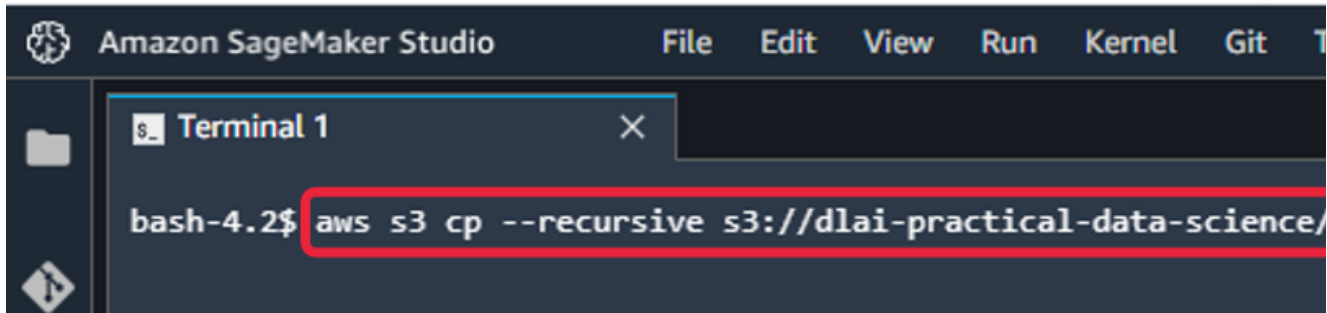 Amazon SageMaker Studio File Edit View Run Kernel Git T
$_ Terminal 1 ×
bash-4.2$ aws s3 cp --recursive s3://dlai-practical-data-science/